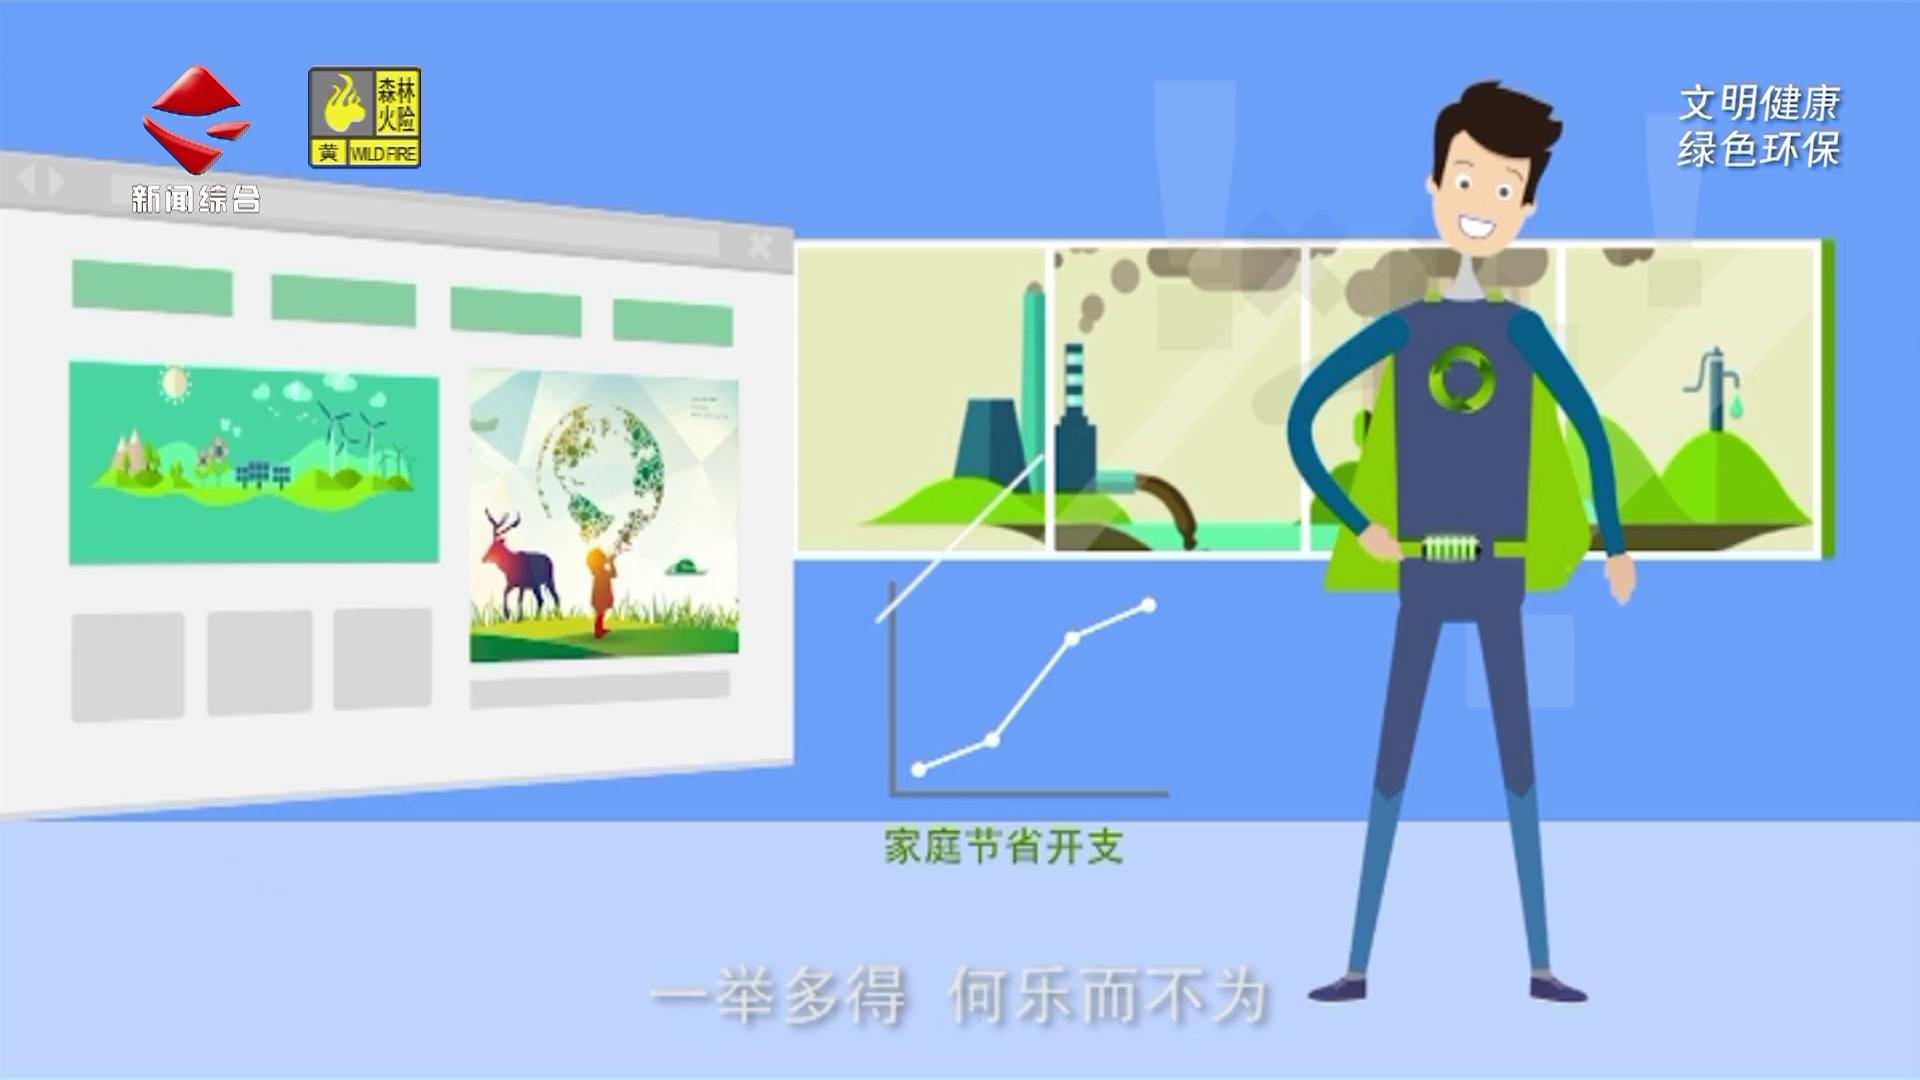 新闻综合
森林
火险
黄 WILD FIRE
文明健康
绿色环保
家庭节省开支
一举多得 何乐而不为